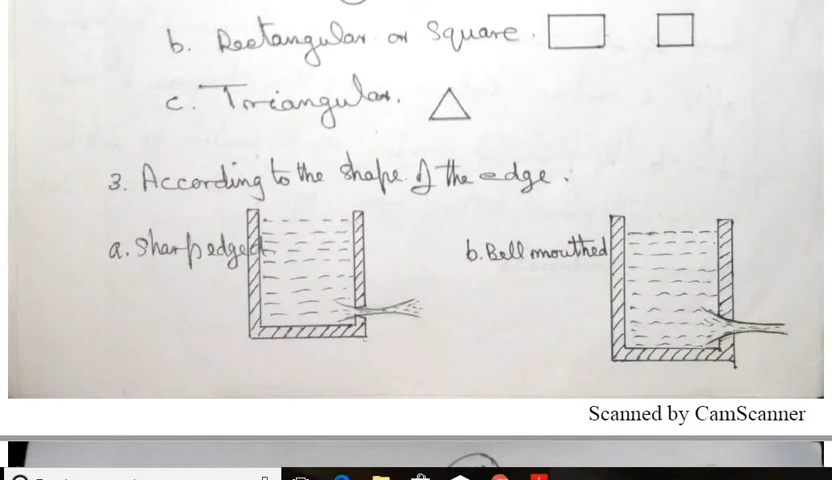 b. Rectangular or Square.
c. Triangular.
3. According to the shape of the edge.
a. Sharp edged
b. Bell mouthed
Scanned by CamScanner